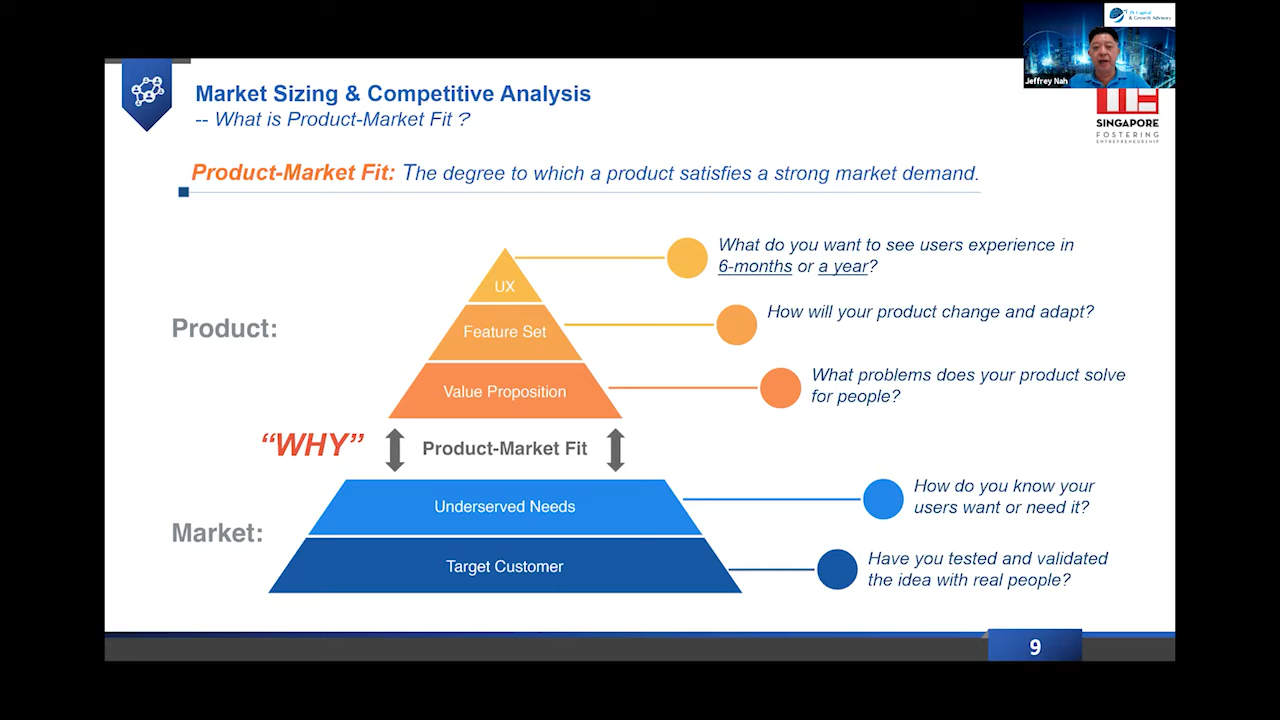 JN Capital
& Growth Advisory
Jeffrey Nah
Market Sizing & Competitive Analysis
-- What is Product-Market Fit ?
SINGAPORE
FOSTERING
ENTREPRENEURSHIP
Product-Market Fit: The degree to which a product satisfies a strong market demand.
What do you want to see users experience in
6-months or a year?
UX
How will your product change and adapt?
Product:
Feature Set
What problems does your product solve
for people?
Value Proposition
“WHY”
Product-Market Fit
How do you know your
users want or need it?
Underserved Needs
Market:
Have you tested and validated
the idea with real people?
Target Customer
9